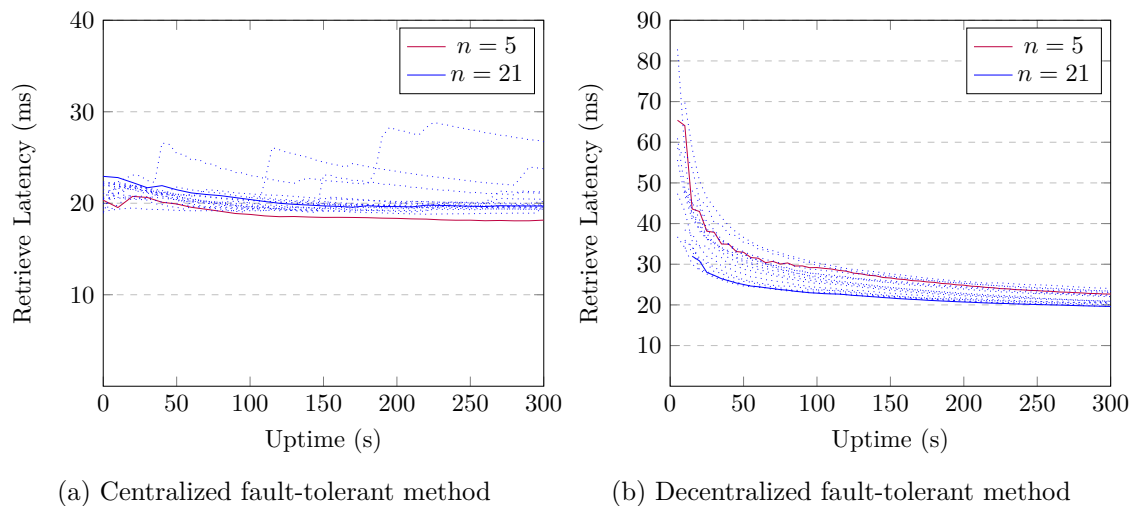 40
30
20
10
0
50
100
150
200
250
300
Retrieve Latency (ms)
Uptime (s)
n = 5
n = 21
(a) Centralized fault-tolerant method
90
80
70
60
50
40
30
20
10
0
50
100
150
200
250
300
Retrieve Latency (ms)
Uptime (s)
n = 5
n = 21
(b) Decentralized fault-tolerant method